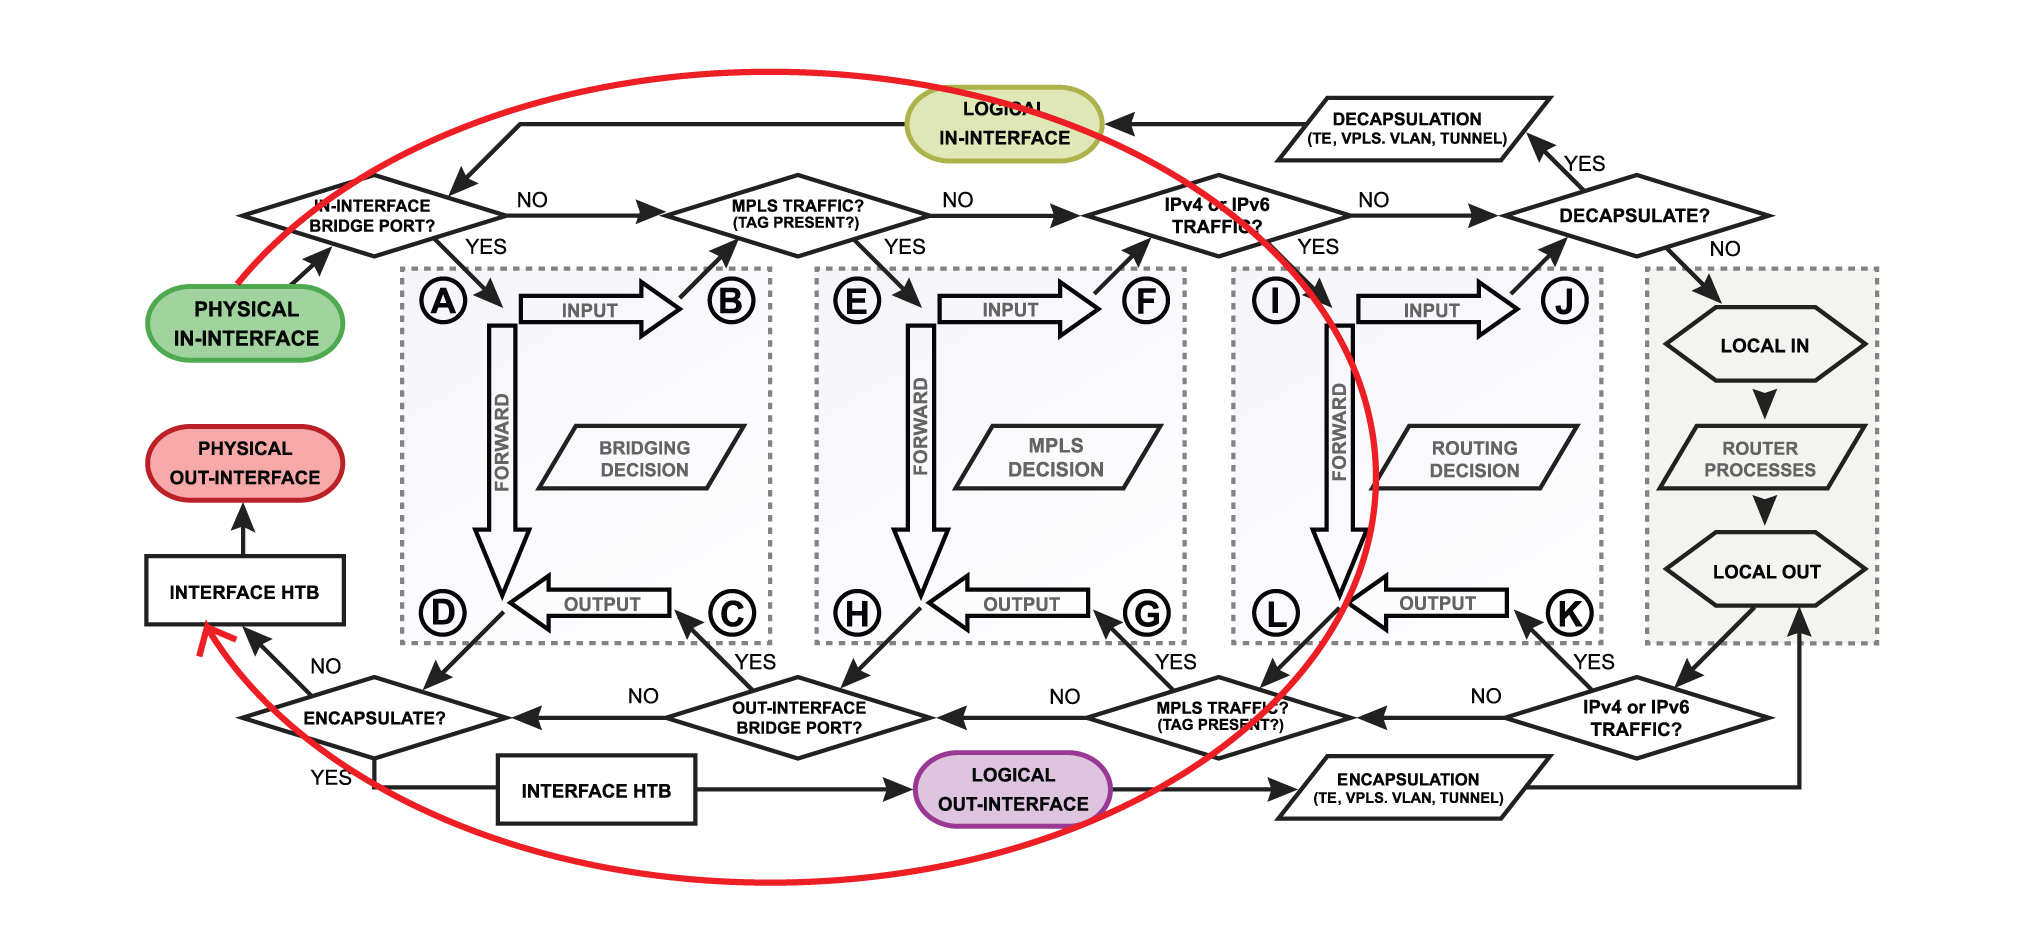 LOGICAL
IN-INTERFACE
DECAPSULATION
(TE, VPLS. VLAN, TUNNEL)
YES
IN-INTERFACE
BRIDGE PORT?
NO
MPLS TRAFFIC?
(TAG PRESENT?)
NO
IPv4 or IPv6
TRAFFIC?
NO
DECAPSULATE?
YES
YES
YES
NO
PHYSICAL
IN-INTERFACE
A
INPUT
B
E
INPUT
F
I
INPUT
J
LOCAL IN
FORWARD
BRIDGING
DECISION
FORWARD
MPLS
DECISION
FORWARD
ROUTING
DECISION
ROUTER
PROCESSES
PHYSICAL
OUT-INTERFACE
INTERFACE HTB
D
OUTPUT
C
H
OUTPUT
G
L
OUTPUT
K
LOCAL OUT
NO
YES
YES
YES
ENCAPSULATE?
NO
OUT-INTERFACE
BRIDGE PORT?
NO
MPLS TRAFFIC?
(TAG PRESENT?)
NO
IPv4 or IPv6
TRAFFIC?
YES
INTERFACE HTB
LOGICAL
OUT-INTERFACE
ENCAPSULATION
(TE, VPLS. VLAN, TUNNEL)